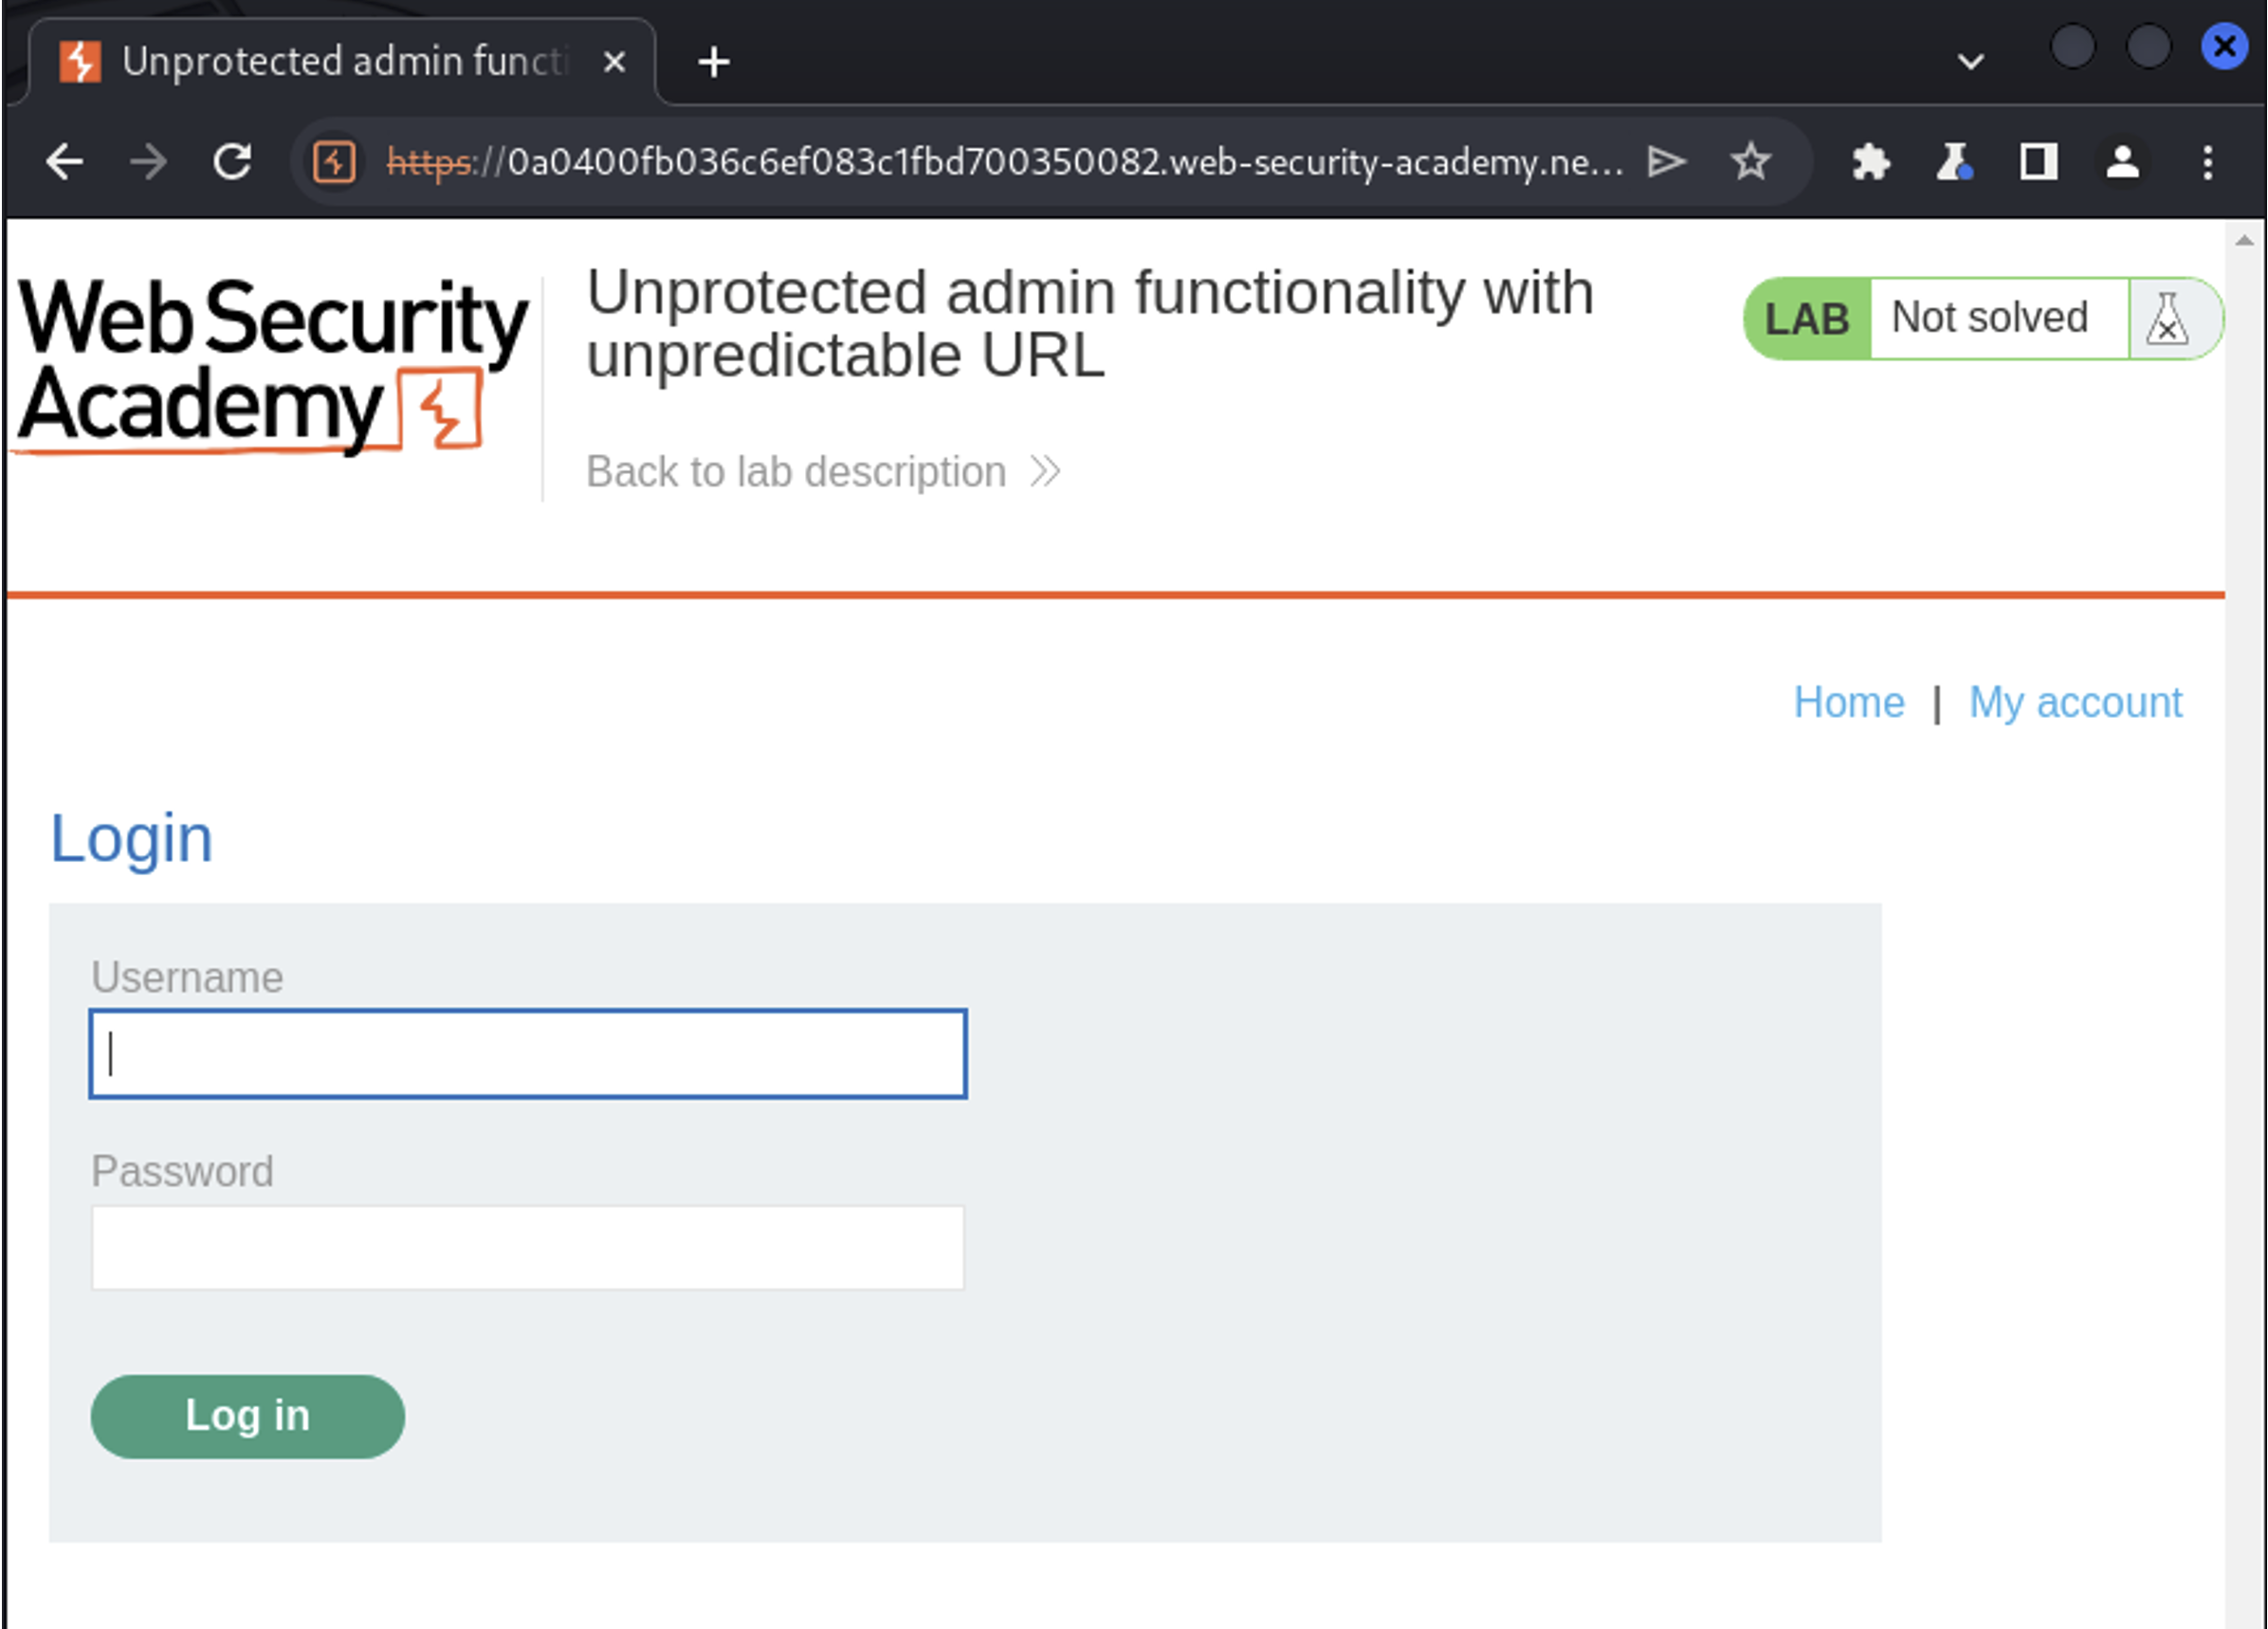 Unprotected admin functi
https://0a0400fb036c6ef083c1fbd700350082.web-security-academy.ne...
Web Security
Academy
Unprotected admin functionality with
unpredictable URL
Back to lab description
LAB Not solved
Home | My account
Login
Username
Password
Log in